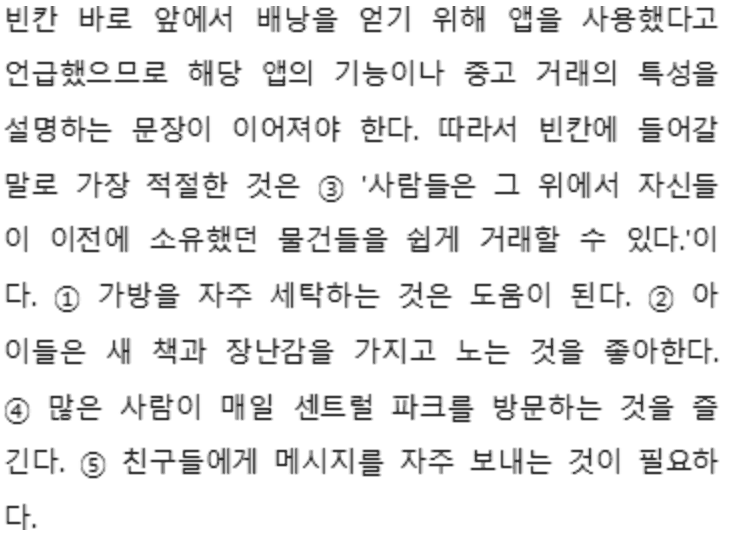 빈칸 바로 앞에서 배낭을 얻기 위해 앱을 사용했다고
언급했으므로 해당 앱의 기능이나 중고 거래의 특성을
설명하는 문장이 이어져야 한다. 따라서 빈칸에 들어갈
말로 가장 적절한 것은 ③ '사람들은 그 위에서 자신들
이 이전에 소유했던 물건들을 쉽게 거래할 수 있다.'이
다. ① 가방을 자주 세탁하는 것은 도움이 된다. ② 아
이들은 새 책과 장난감을 가지고 노는 것을 좋아한다.
④ 많은 사람이 매일 센트럴 파크를 방문하는 것을 즐
긴다. ⑤ 친구들에게 메시지를 자주 보내는 것이 필요하
다.